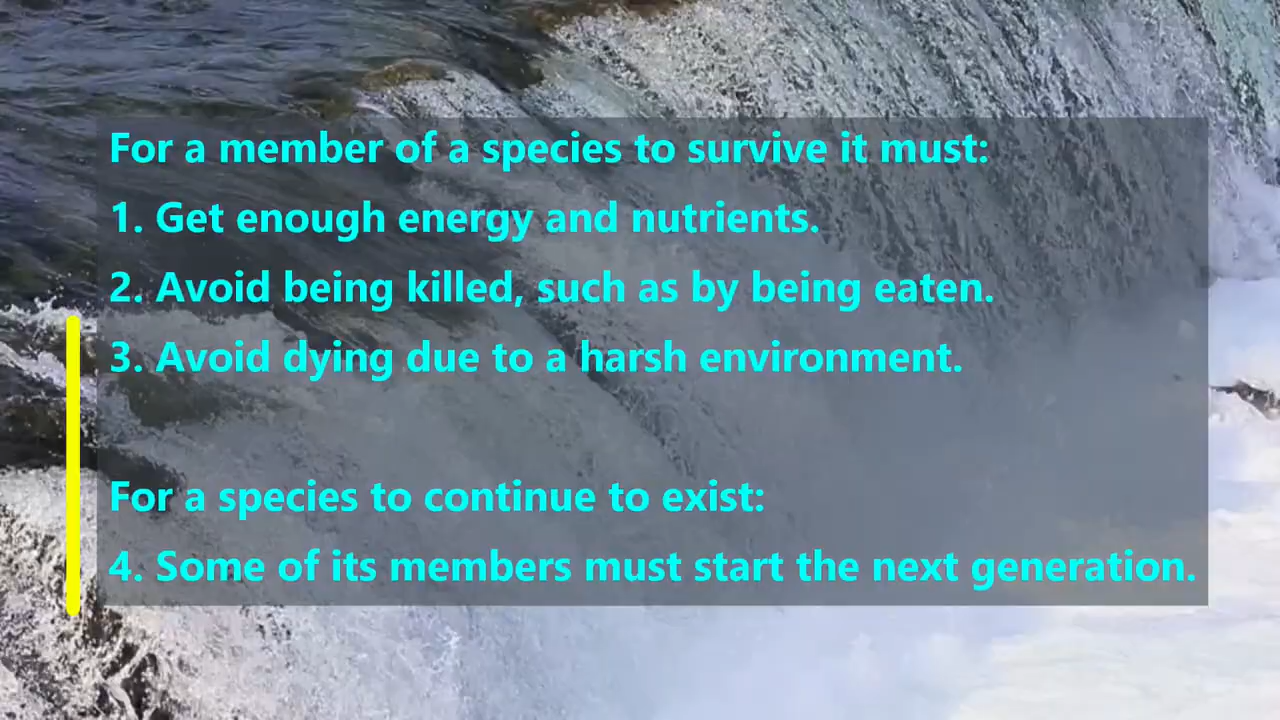 For a member of a species to survive it must:
1. Get enough energy and nutrients.
2. Avoid being killed, such as by being eaten.
3. Avoid dying due to a harsh environment.
For a species to continue to exist:
4. Some of its members must start the next generation.